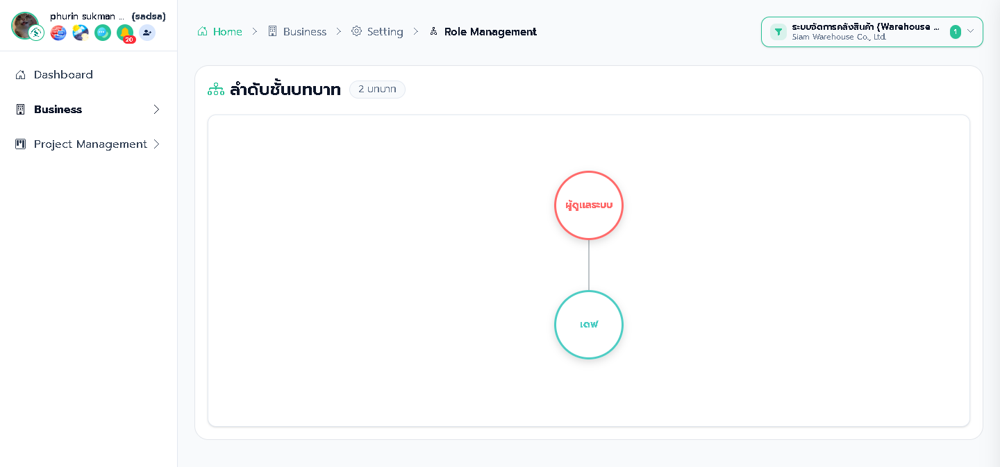 phurin sukman ... (sadsa)
20
Dashboard
Business
Project Management
Home
Business
Setting
Role Management
ระบบจัดการคลังสินค้า (Warehouse ...
Siam Warehouse Co., Ltd.
1
ลำดับชั้นบทบาท
2 บทบาท
ผู้ดูแลระบบ
เดฟ